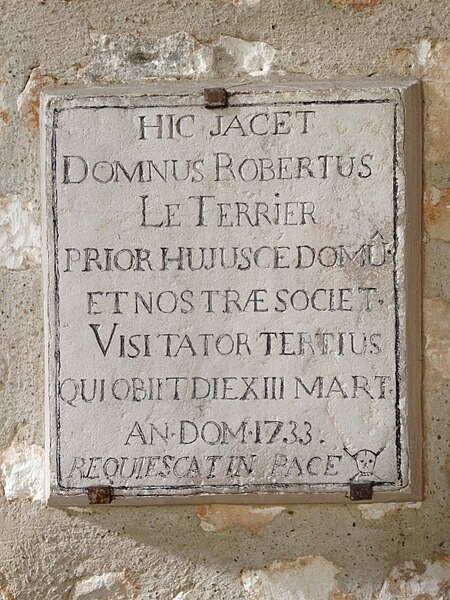 HIC JACET
DOMNUS ROBERTUS
LE TERRIER
PRIOR HUJUSCE DOMÛ
ET NOSTRÆ SOCIET.
VISITATOR TERTIUS
QUI OBIIT DIE XIII MART.
AN·DOM·1733.
REQUIESCAT IN PACE